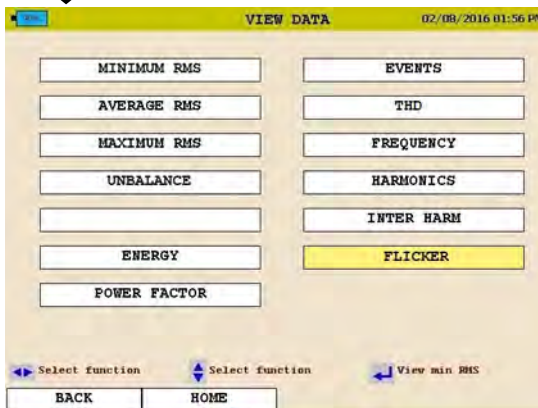 VIEW DATA 02/08/2016 01:56 PM
MINIMUM RMS
AVERAGE RMS
MAXIMUM RMS
UNBALANCE
ENERGY
POWER FACTOR
EVENTS
THD
FREQUENCY
HARMONICS
INTER HARM
FLICKER
Select function Select function View min RMS
BACK HOME